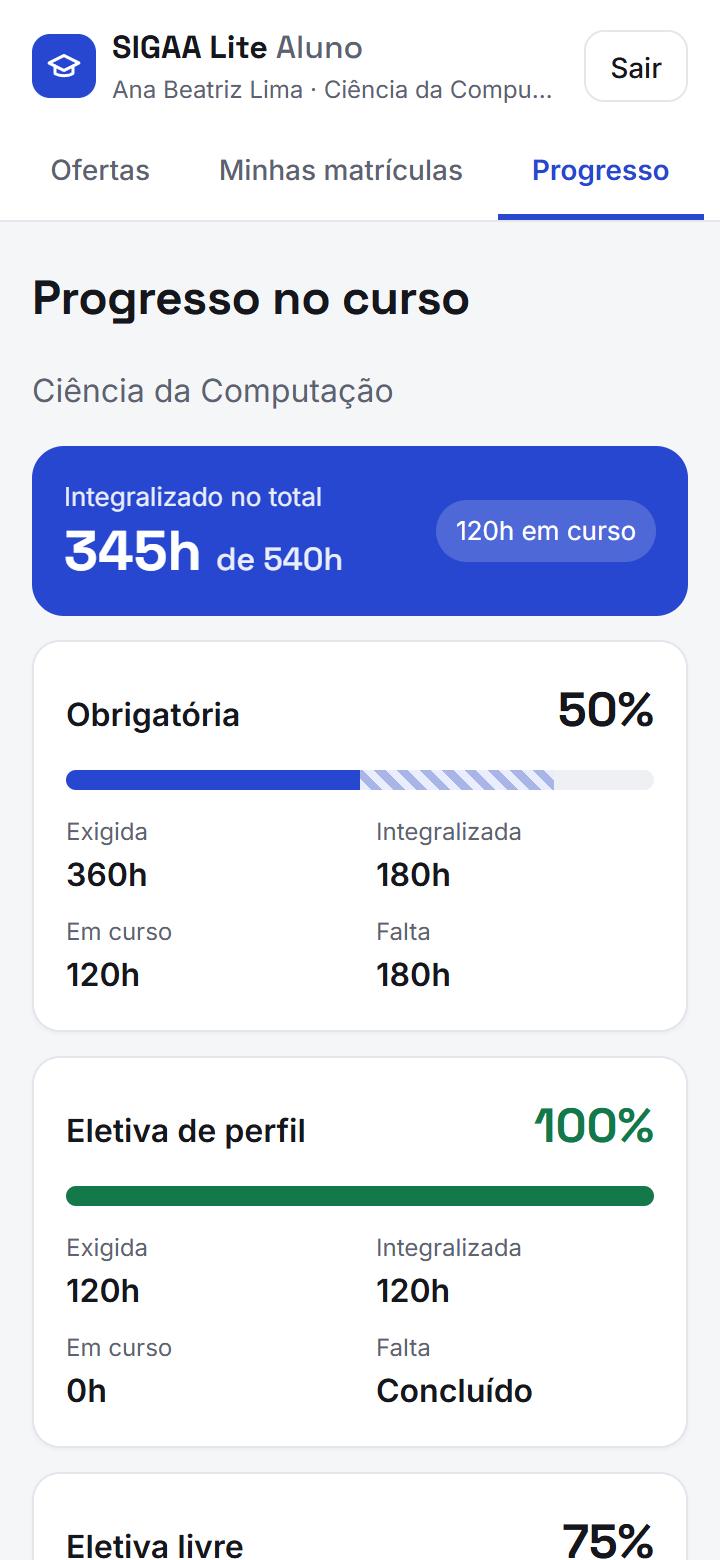 SIGAA Lite Aluno
Ana Beatriz Lima · Ciência da Compu...
Sair
Ofertas
Minhas matrículas
Progresso
Progresso no curso
Ciência da Computação
Integralizado no total
345h de 540h
120h em curso
Obrigatória
50%
Exigida
Integralizada
360h
180h
Em curso
Falta
120h
180h
Eletiva de perfil
100%
Exigida
Integralizada
120h
120h
Em curso
Falta
0h
Concluído
Eletiva livre
75%